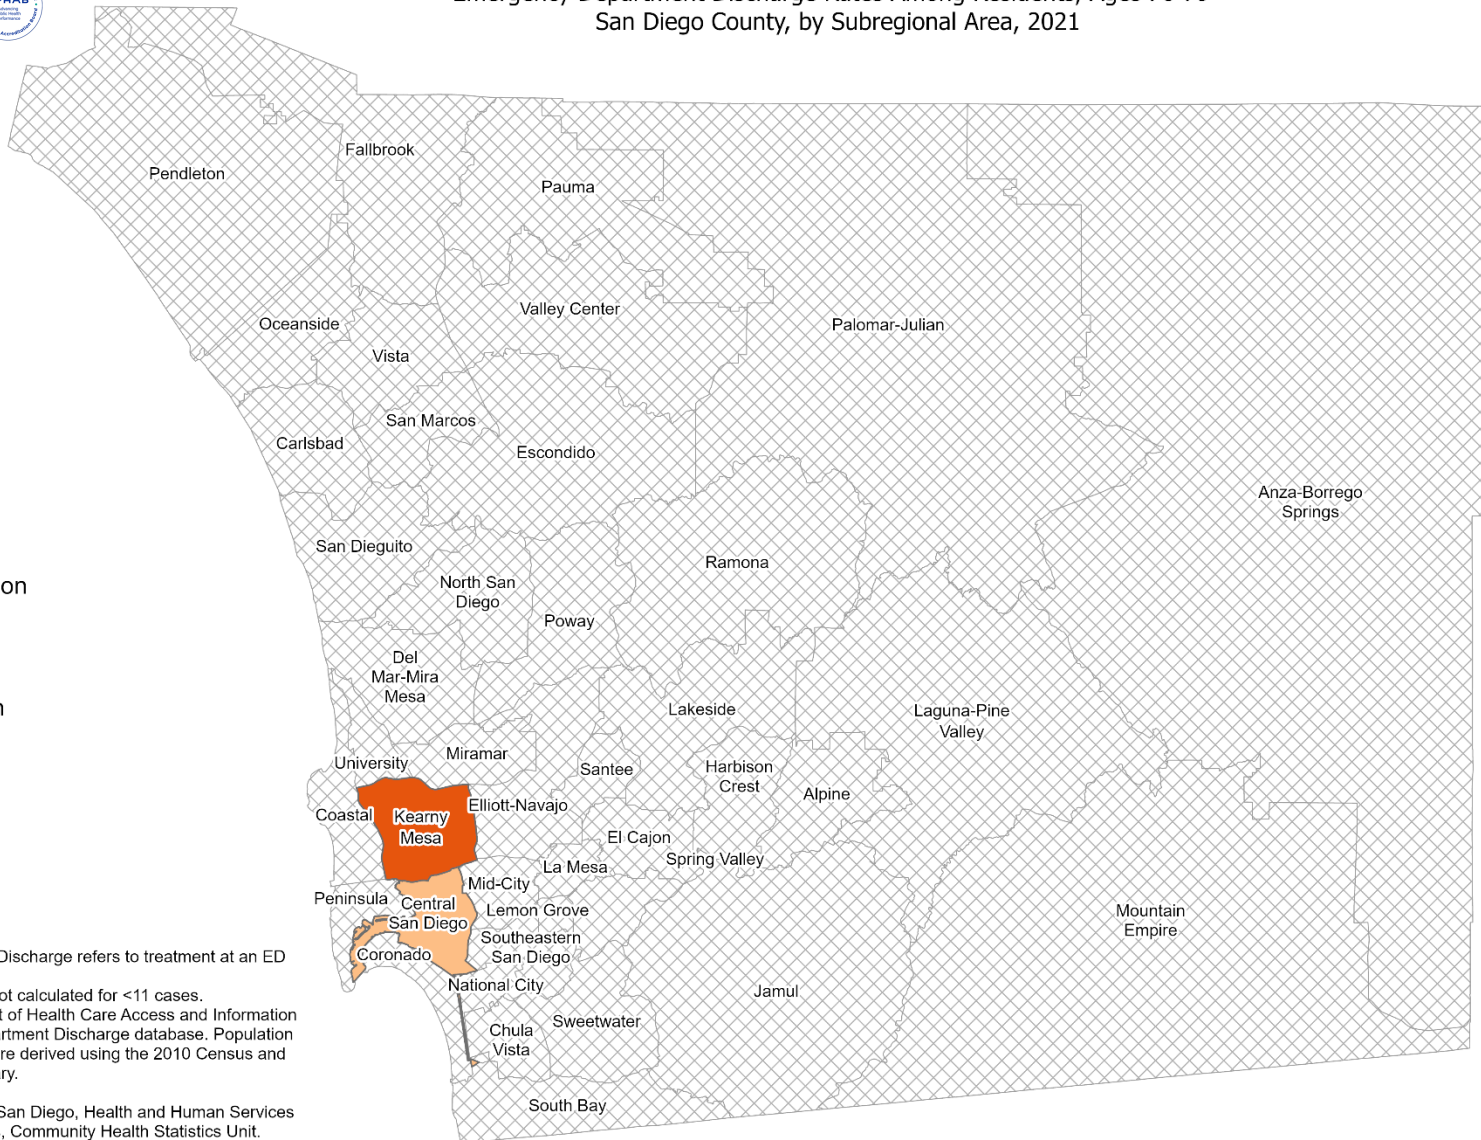 San Diego County, by Subregional Area, 2021
Fallbrook
Pendleton
Pauma
Valley Center
Oceanside
Palomar-Julian
Vista
San Marcos
Carlsbad
Escondido
Anza-Borrego
Springs
San Dieguito
Ramona
on
North San
Diego
Poway
Del
Mar-Mira
Mesa
Lakeside
Laguna-Pine
Valley
Miramar
University
Santee
Harbison
Crest
Alpine
Elliott-Navajo
Coastal
Kearny
Mesa
El Cajon
Spring Valley
La Mesa
Mid-City
Peninsula
Central
San Diego
Lemon Grove
Mountain
Empire
Southeastern
San Diego
Coronado
National City
Jamul
Sweetwater
Chula
Vista
South Bay
Discharge refers to treatment at an ED
ot calculated for <11 cases.
t of Health Care Access and Information
artment Discharge database. Population
re derived using the 2010 Census and
ry.
San Diego, Health and Human Services
, Community Health Statistics Unit.